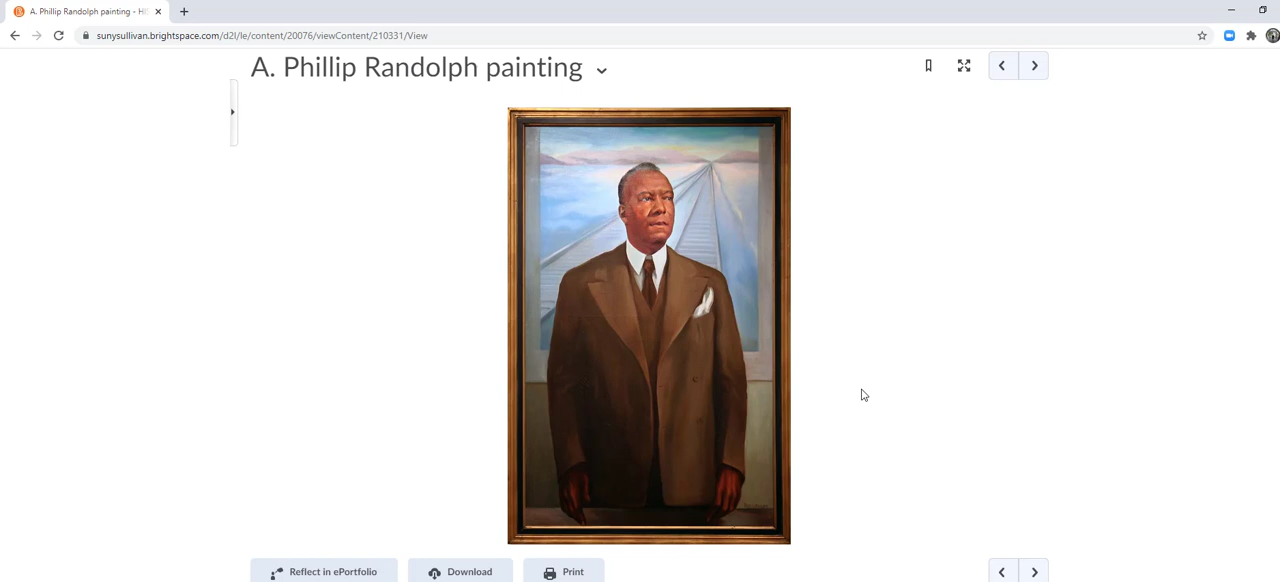 A. Phillip Randolph painting - HI
sunysullivan.brightspace.com/d2l/le/content/20076/viewContent/210331/View
A. Phillip Randolph painting
Reflect in ePortfolio
Download
Print